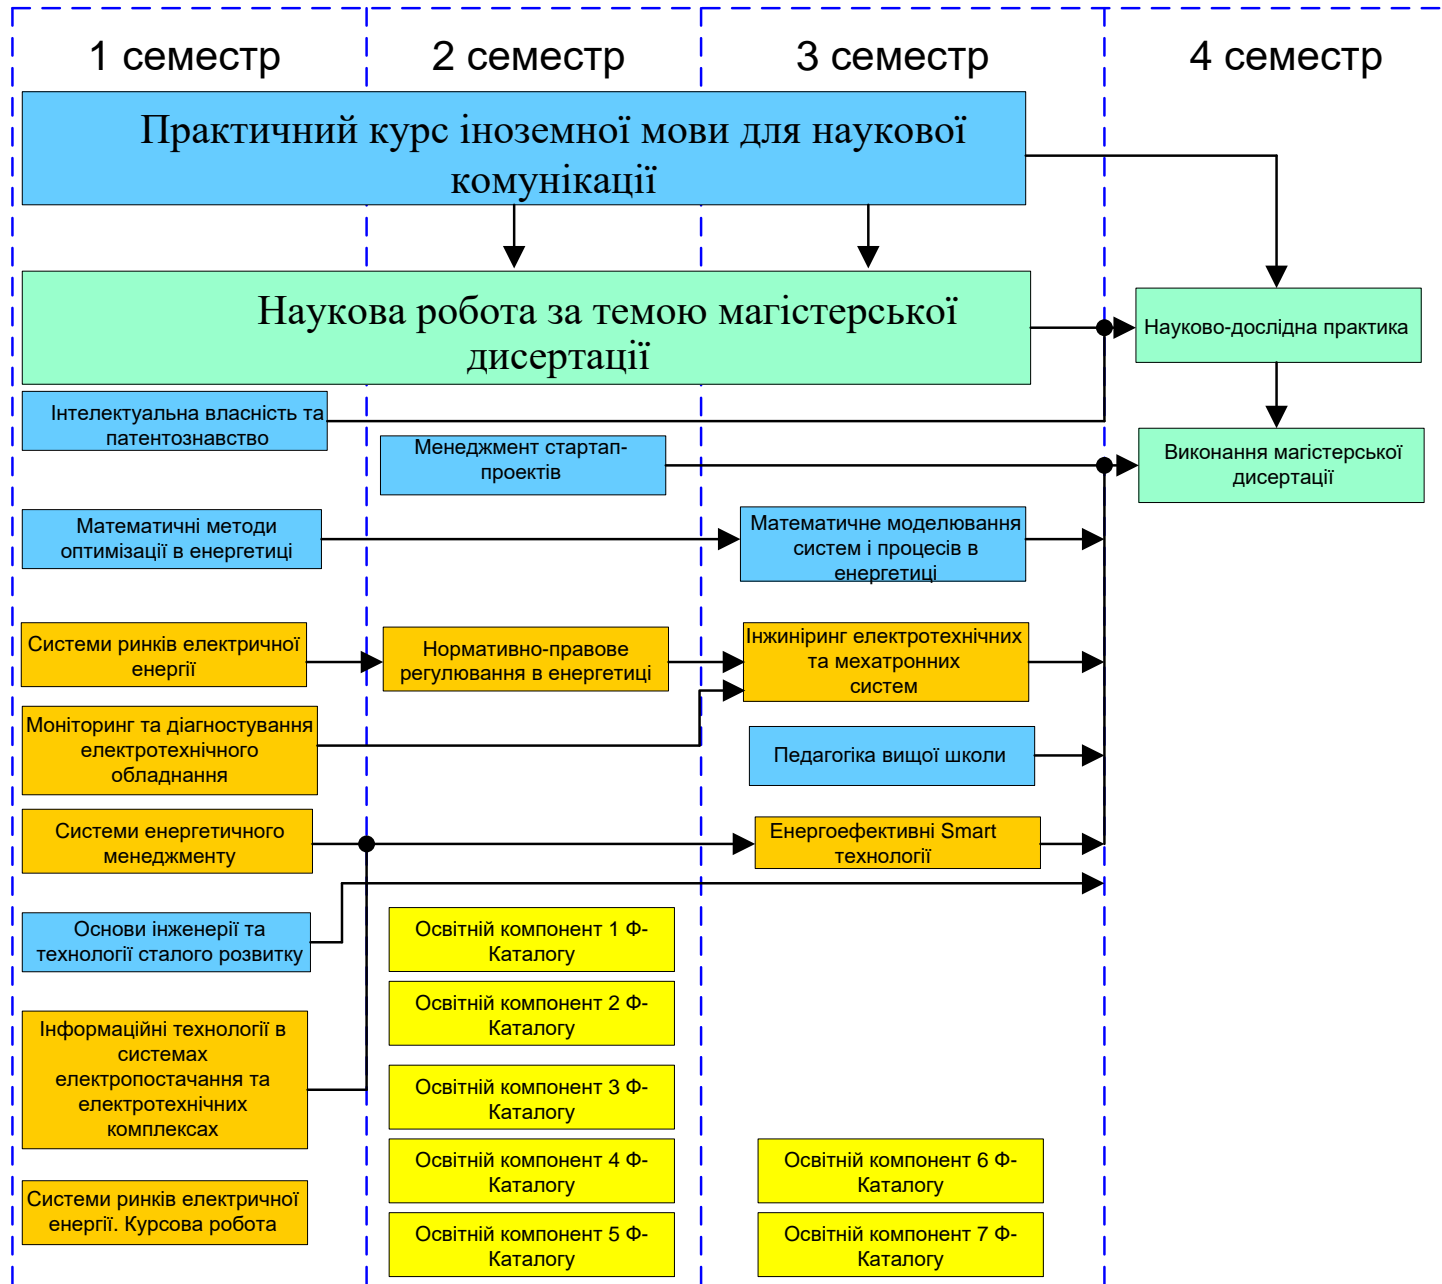 1 семестр
2 семестр
3 семестр
4 семестр
Практичний курс іноземної мови для наукової
комунікації
Наукова робота за темою магістерської
дисертації
Науково-дослідна практика
Інтелектуальна власність та
патентознавство
Менеджмент стартап-
проектів
Виконання магістерської
дисертації
Математичні методи
оптимізації в енергетиці
Математичне моделювання
систем і процесів в
енергетиці
Системи ринків електричної
енергії
Нормативно-правове
регулювання в енергетиці
Інжиніринг електротехнічних
та мехатронних
систем
Моніторинг та діагностування
електротехнічного
обладнання
Педагогіка вищої школи
Системи енергетичного
менеджменту
Енергоефективні Smart
технології
Основи інженерії та
технології сталого розвитку
Освітній компонент 1 Ф-
Каталогу
Освітній компонент 2 Ф-
Каталогу
Інформаційні технології в
системах
електропостачання та
електротехнічних
комплексах
Освітній компонент 3 Ф-
Каталогу
Освітній компонент 4 Ф-
Каталогу
Освітній компонент 6 Ф-
Каталогу
Системи ринків електричної
енергії. Курсова робота
Освітній компонент 5 Ф-
Каталогу
Освітній компонент 7 Ф-
Каталогу